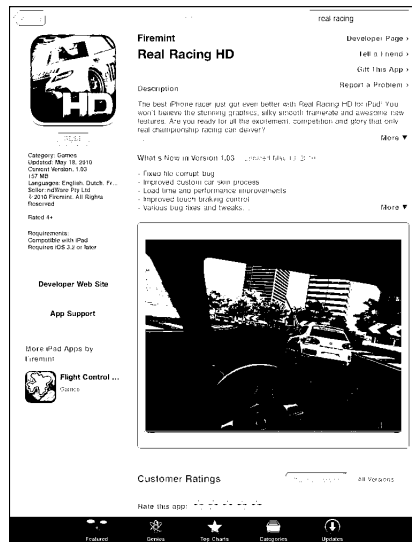 real racing
Firemint
Real Racing HD
Developer Page ›
Tell a Friend ›
Gift This App ›
Report a Problem ›
HD
Description
The best iPhone racer just got even better with Real Racing HD for iPad! You
won't believe the stunning graphics, silky smooth framerate and awesome new
features. Are you ready for all the excitement, competition and glory that only
real championship racing can deliver?
More ▼
Category: Games
Updated: May 18, 2010
Current Version: 1.03
157 MB
Languages: English, Dutch, Fr...
Seller: ndWare Pty Ltd
© 2010 Firemint. All Rights
Reserved
Rated 4+
Requirements:
Compatible with iPad
Requires iOS 3.2 or later
What's New in Version 1.03
- Fixed file corrupt bug
- Improved custom car skin process
- Load time and performance improvements
- Improved touch braking control
- Various bug fixes and tweaks...
More ▼
Developer Web Site
App Support
More iPad Apps by
Firemint
Flight Control ...
Games
Customer Ratings
All Versions
Rate this app:
Featured
Genius
Top Charts
Categories
Updates